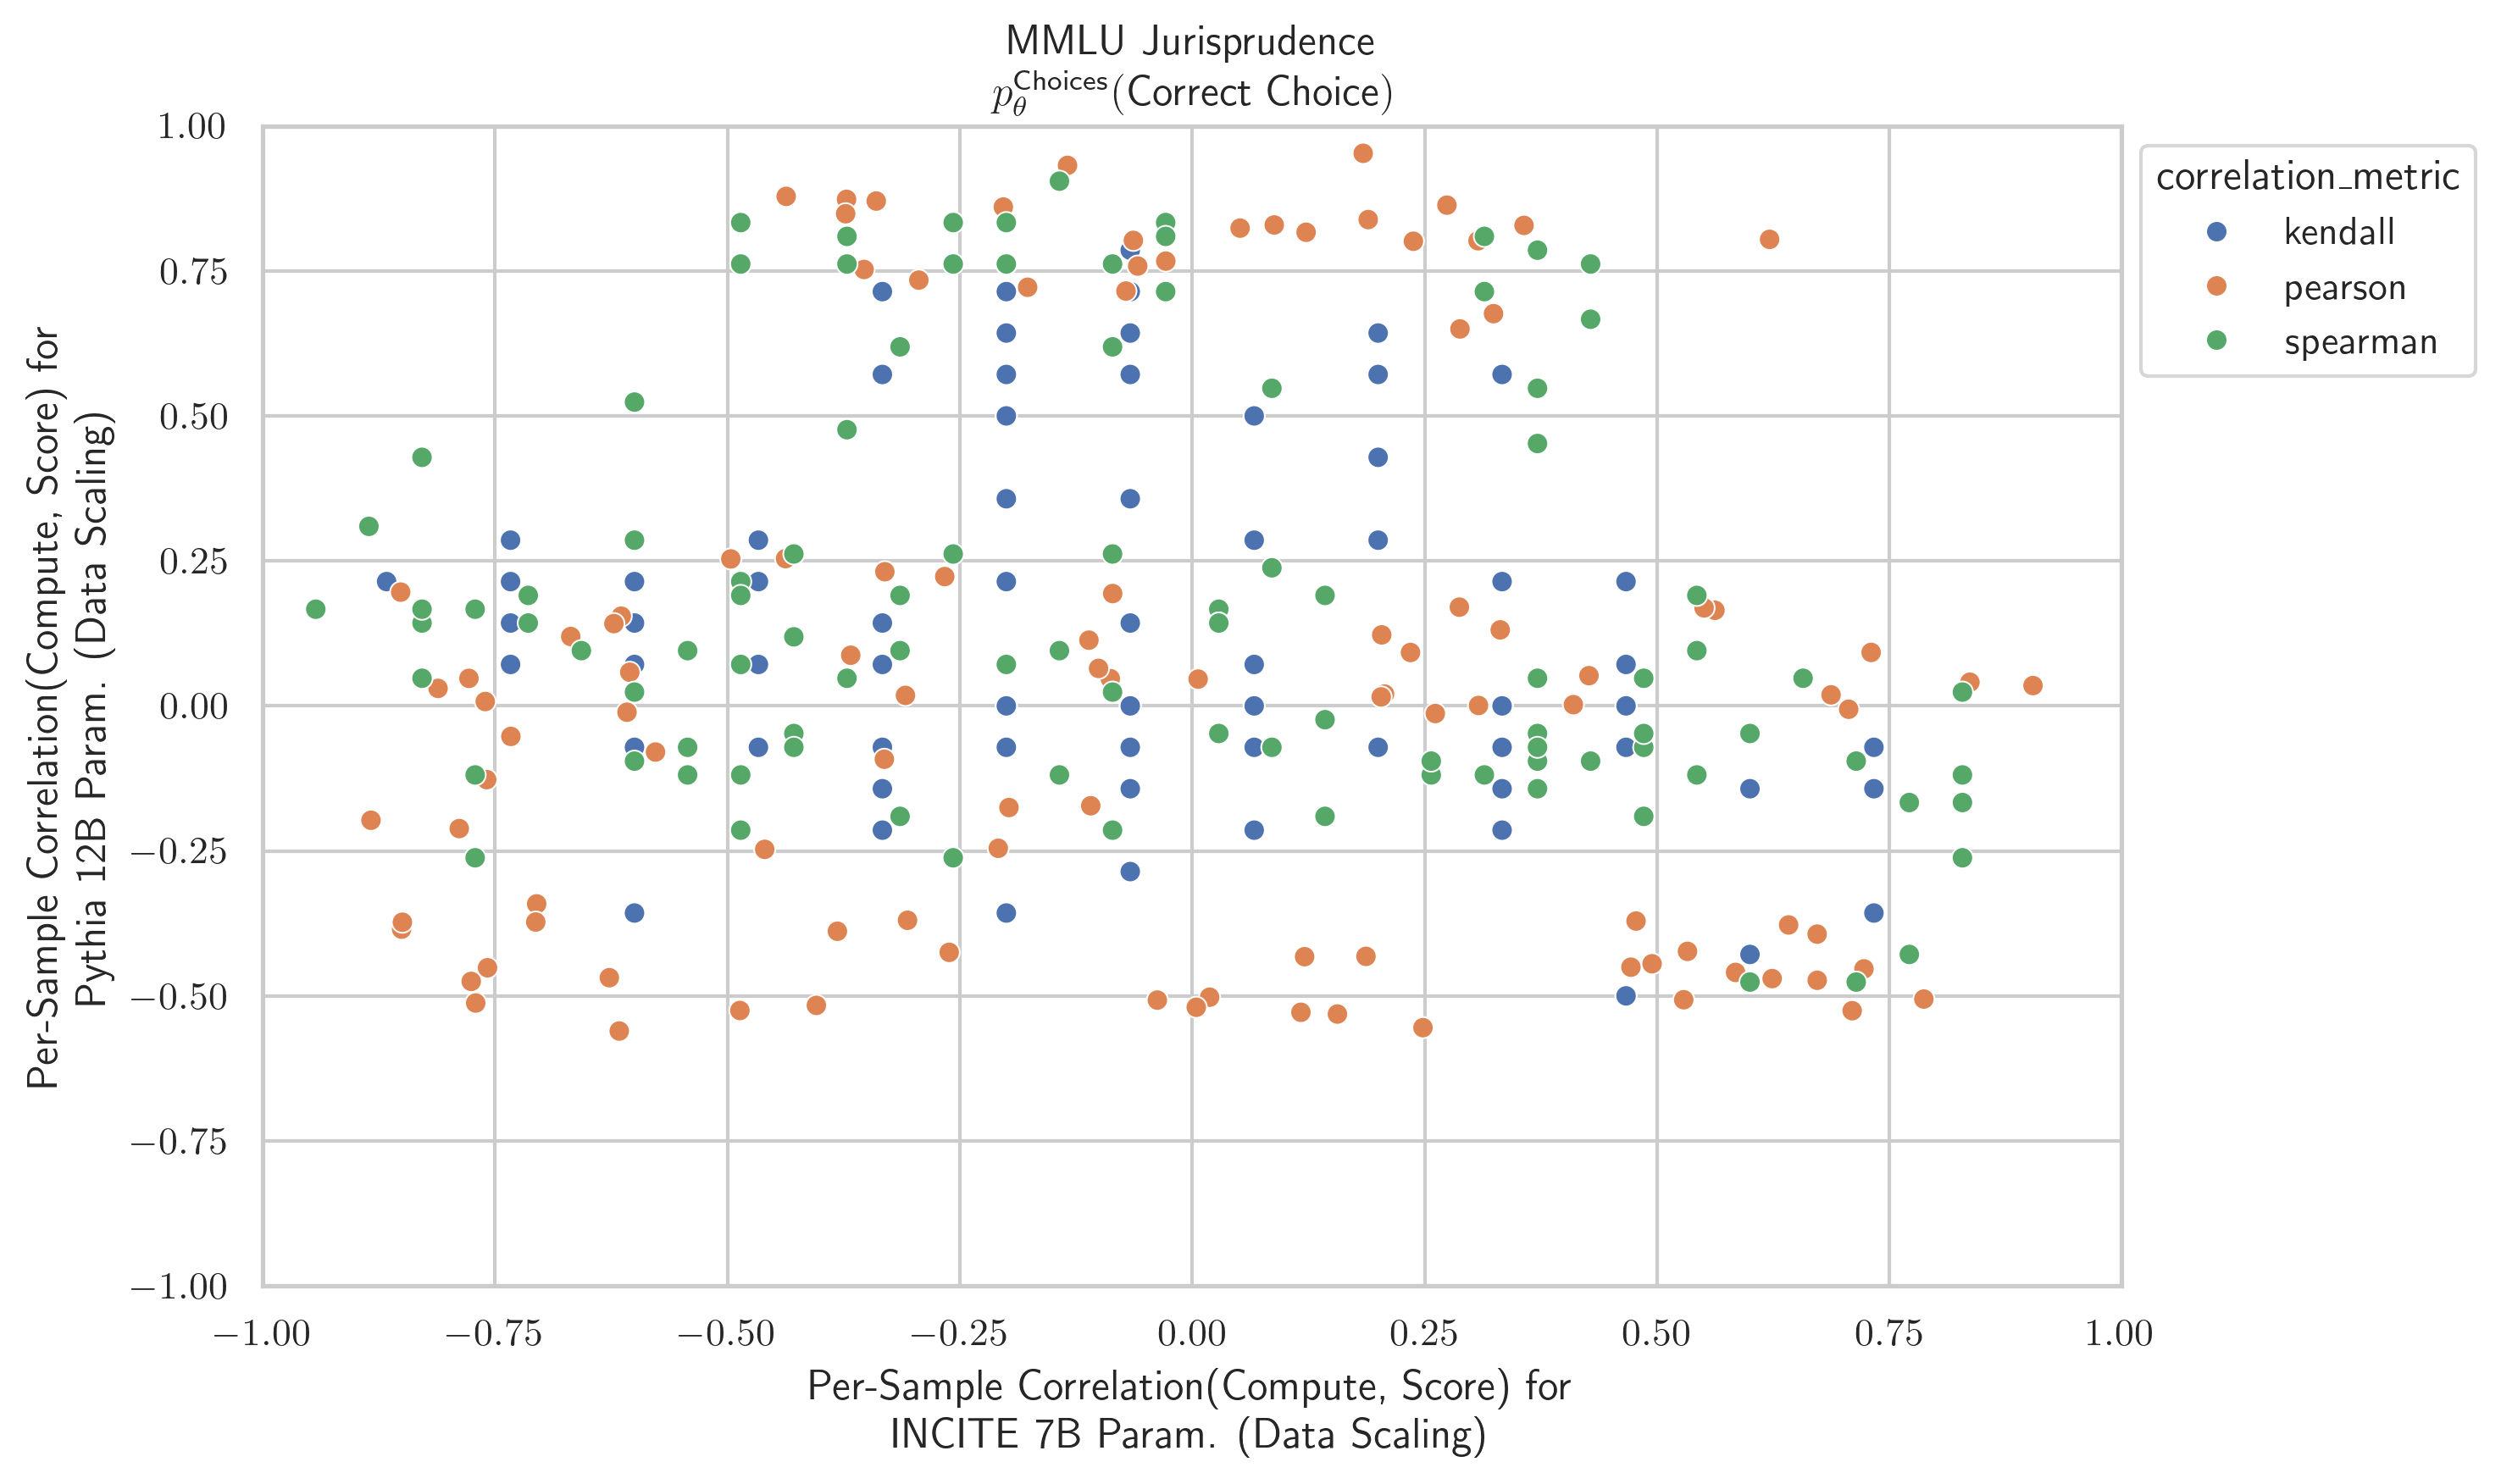 MMLU Jurisprudence
p_θ^Choices(Correct Choice)
1.00
0.75
0.50
0.25
0.00
−0.25
−0.50
−0.75
−1.00
Per-Sample Correlation(Compute, Score) for
Pythia 12B Param. (Data Scaling)
−1.00 −0.75 −0.50 −0.25 0.00 0.25 0.50 0.75 1.00
Per-Sample Correlation(Compute, Score) for
INCITE 7B Param. (Data Scaling)
correlation_metric
kendall
pearson
spearman